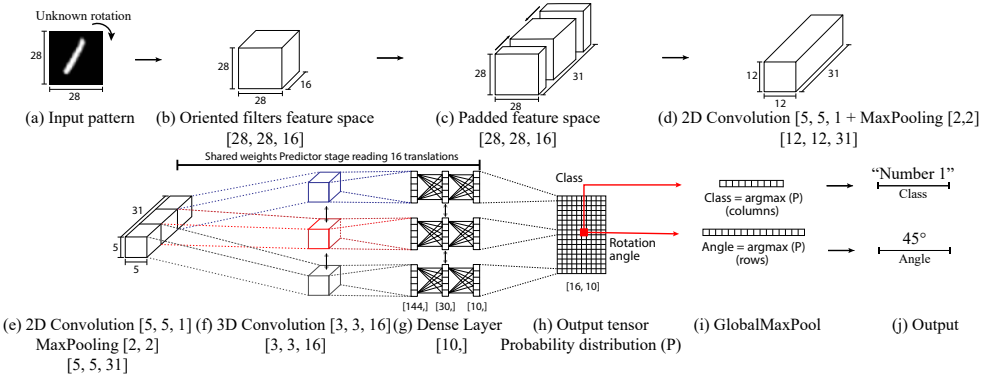 Unknown rotation
28
28
(a) Input pattern
28
28
16
(b) Oriented filters feature space
[28, 28, 16]
28
28
31
(c) Padded feature space
[28, 28, 16]
12
12
31
(d) 2D Convolution [5, 5, 1 + MaxPooling [2,2]
[12, 12, 31]
Shared weights Predictor stage reading 16 translations
31
5
5
[144,] [30,] [10,]
Class
Rotation
angle
[16, 10]
Class = argmax (P)
(columns)
Angle = argmax (P)
(rows)
“Number 1”
Class
45°
Angle
(e) 2D Convolution [5, 5, 1]
MaxPooling [2, 2]
[5, 5, 31]
(f) 3D Convolution [3, 3, 16]
[3, 3, 16]
(g) Dense Layer
[10,]
(h) Output tensor
Probability distribution (P)
(i) GlobalMaxPool
(j) Output